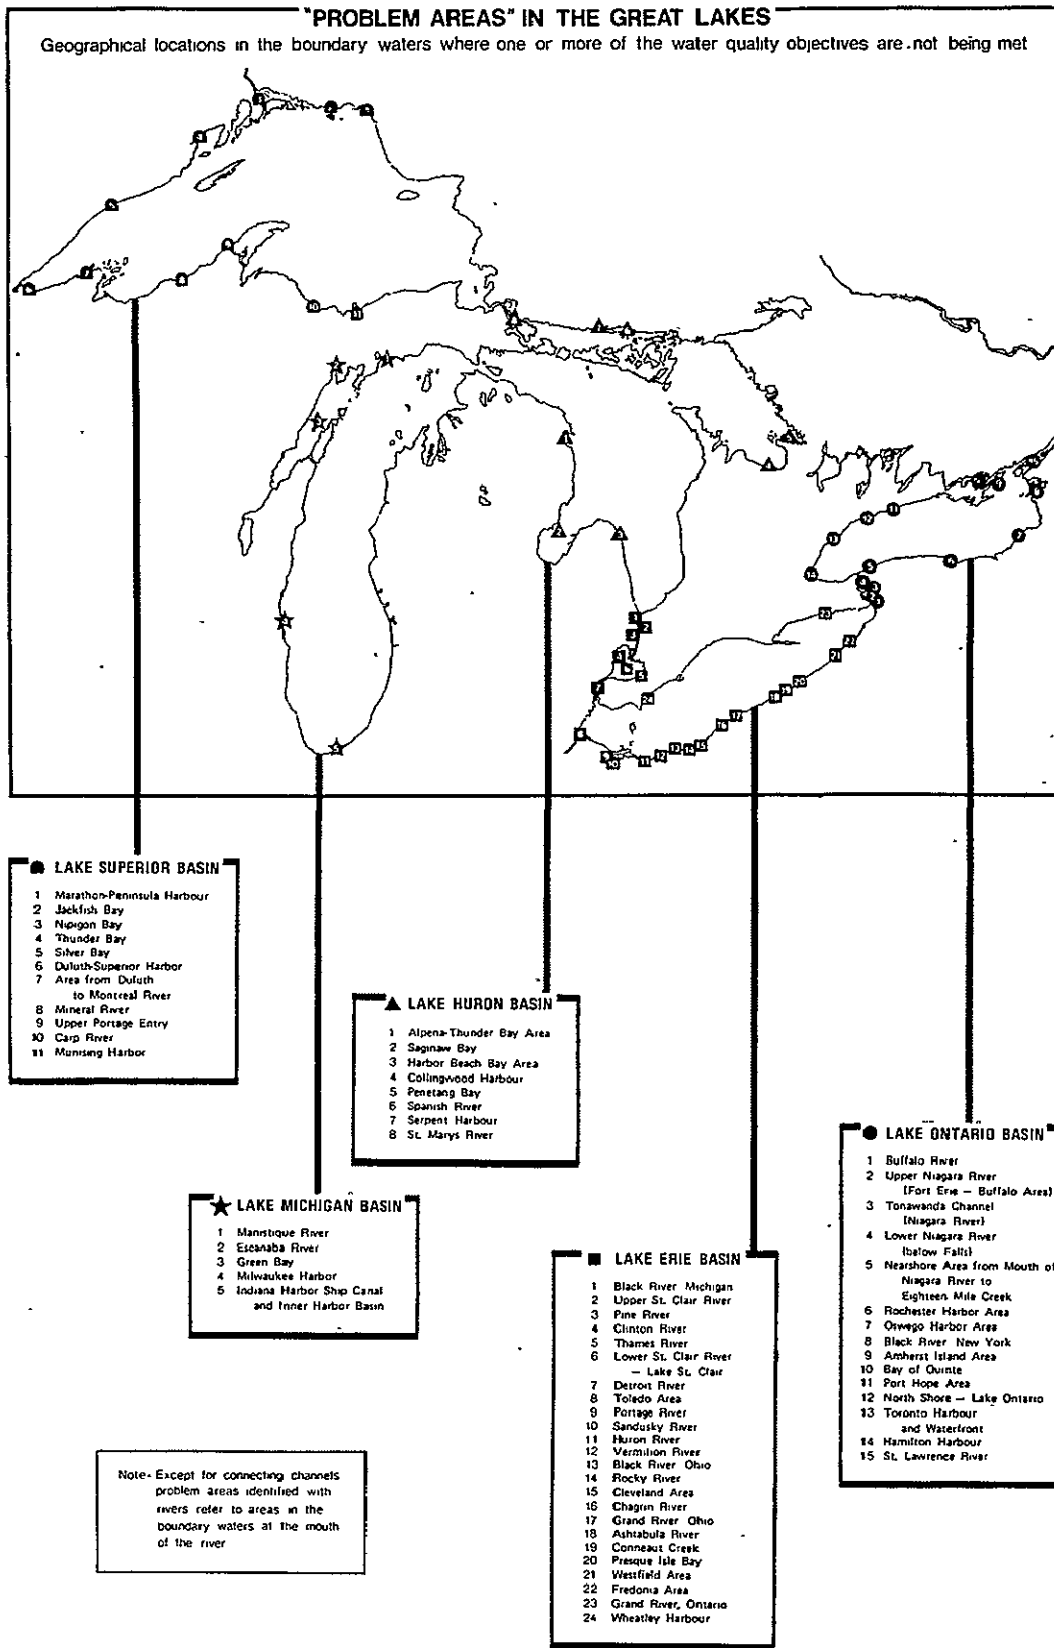 "PROBLEM AREAS" IN THE GREAT LAKES
Geographical locations in the boundary waters where one or more of the water quality objectives are not being met
LAKE SUPERIOR BASIN
1 Marathon-Peninsula Harbour
2 Jackfish Bay
3 Nipigon Bay
4 Thunder Bay
5 Silver Bay
6 Duluth-Superior Harbor
7 Area from Duluth
to Montreal River
8 Mineral River
9 Upper Portage Entry
10 Carp River
11 Munising Harbor
LAKE HURON BASIN
1 Alpena-Thunder Bay Area
2 Saginaw Bay
3 Harbor Beach Bay Area
4 Collingwood Harbour
5 Penetang Bay
6 Spanish River
7 Serpent Harbour
8 St. Marys River
LAKE MICHIGAN BASIN
1 Manistique River
2 Escanaba River
3 Green Bay
4 Milwaukee Harbor
5 Indiana Harbor Ship Canal
and Inner Harbor Basin
LAKE ERIE BASIN
1 Black River Michigan
2 Upper St. Clair River
3 Pine River
4 Clinton River
5 Thames River
6 Lower St. Clair River
– Lake St. Clair
7 Detroit River
8 Toledo Area
9 Portage River
10 Sandusky River
11 Huron River
12 Vermilion River
13 Black River Ohio
14 Rocky River
15 Cleveland Area
16 Chagrin River
17 Grand River Ohio
18 Ashtabula River
19 Conneaut Creek
20 Presque Isle Bay
21 Westfield Area
22 Fredonia Area
23 Grand River, Ontario
24 Wheatley Harbour
LAKE ONTARIO BASIN
1 Buffalo River
2 Upper Niagara River
(Fort Erie – Buffalo Area)
3 Tonawanda Channel
(Niagara River)
4 Lower Niagara River
(below Falls)
5 Nearshore Area from Mouth of
Niagara River to
Eighteen Mile Creek
6 Rochester Harbor Area
7 Oswego Harbor Area
8 Black River New York
9 Amherst Island Area
10 Bay of Quinte
11 Port Hope Area
12 North Shore – Lake Ontario
13 Toronto Harbour
and Waterfront
14 Hamilton Harbour
15 St. Lawrence River
Note- Except for connecting channels
problem areas identified with
rivers refer to areas in the
boundary waters at the mouth
of the river